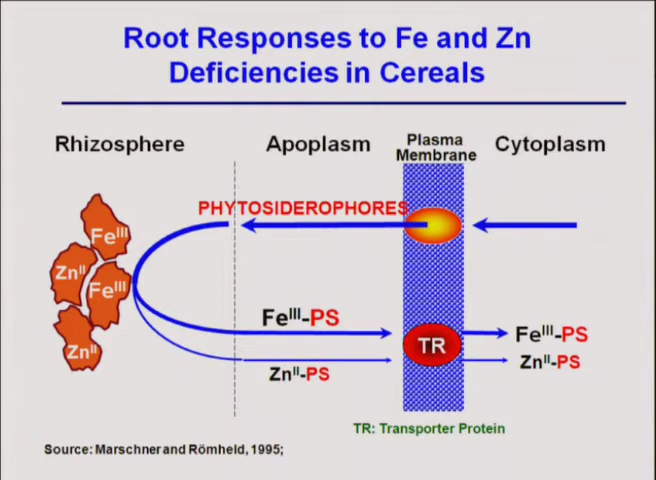 Root Responses to Fe and Zn
Deficiencies in Cereals
Rhizosphere
Apoplasm
Plasma
Membrane
Cytoplasm
PHYTOSIDEROPHORES
Feᴵᴵᴵ
Znᴵᴵ
Feᴵᴵᴵ
Znᴵᴵ
Feᴵᴵᴵ-PS
TR
Feᴵᴵᴵ-PS
Znᴵᴵ-PS
Znᴵᴵ-PS
TR: Transporter Protein
Source: Marschner and Römheld, 1995;